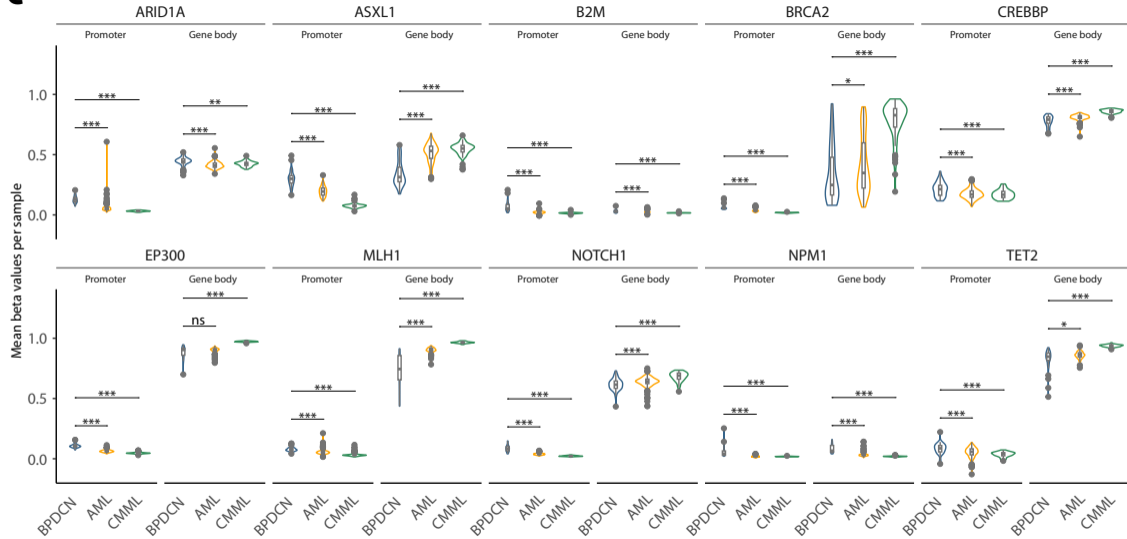 ARID1A ASXL1 B2M BRCA2 CREBBP
Promoter Gene body Promoter Gene body Promoter Gene body Promoter Gene body Promoter Gene body
*** *** ** *** *** *** *** *** *** *** *** *** *** *** *** * *** *** *** ***
1.0
0.5
0.0
Mean beta values per sample
EP300 MLH1 NOTCH1 NPM1 TET2
Promoter Gene body Promoter Gene body Promoter Gene body Promoter Gene body Promoter Gene body
*** *** *** ns *** *** *** *** *** *** *** *** *** *** *** *** *** *** *** *
1.0
0.5
0.0
BPDCN AML CMML BPDCN AML CMML BPDCN AML CMML BPDCN AML CMML BPDCN AML CMML BPDCN AML CMML BPDCN AML CMML BPDCN AML CMML BPDCN AML CMML BPDCN AML CMML